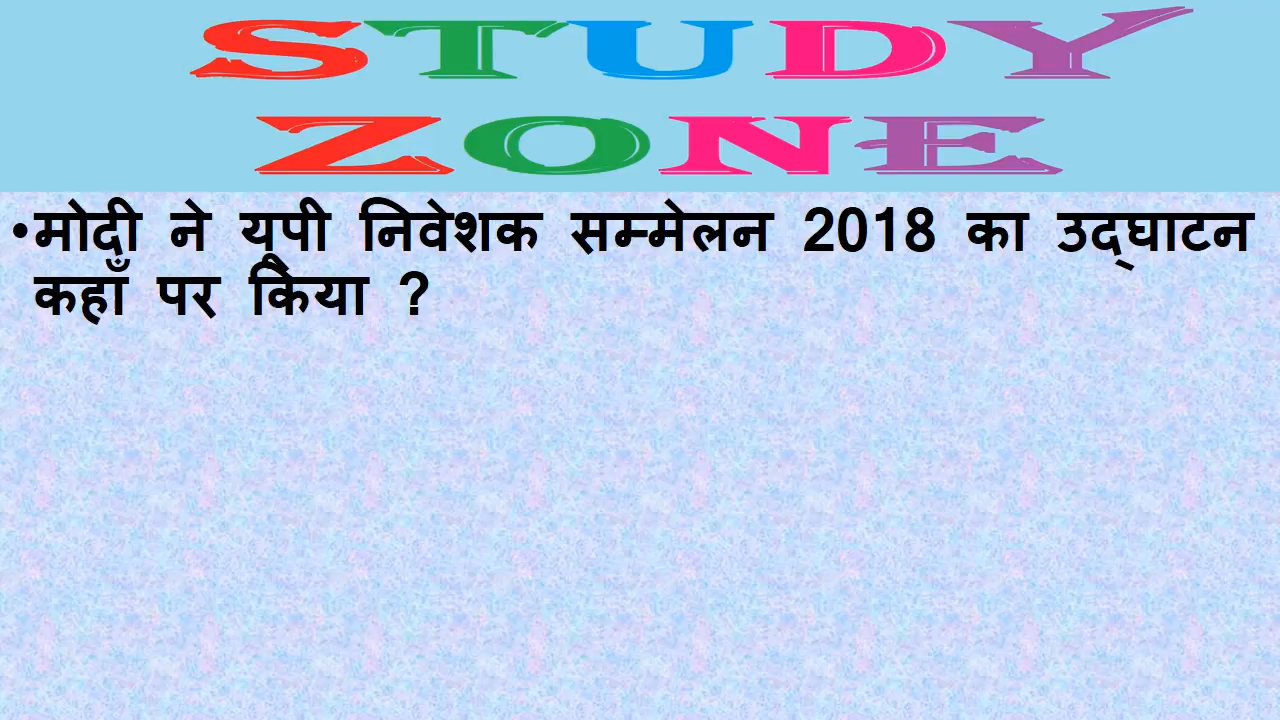 STUDY
ZONE
•मोदी ने यूपी निवेशक सम्मेलन 2018 का उद्घाटन
कहाँ पर किया ?